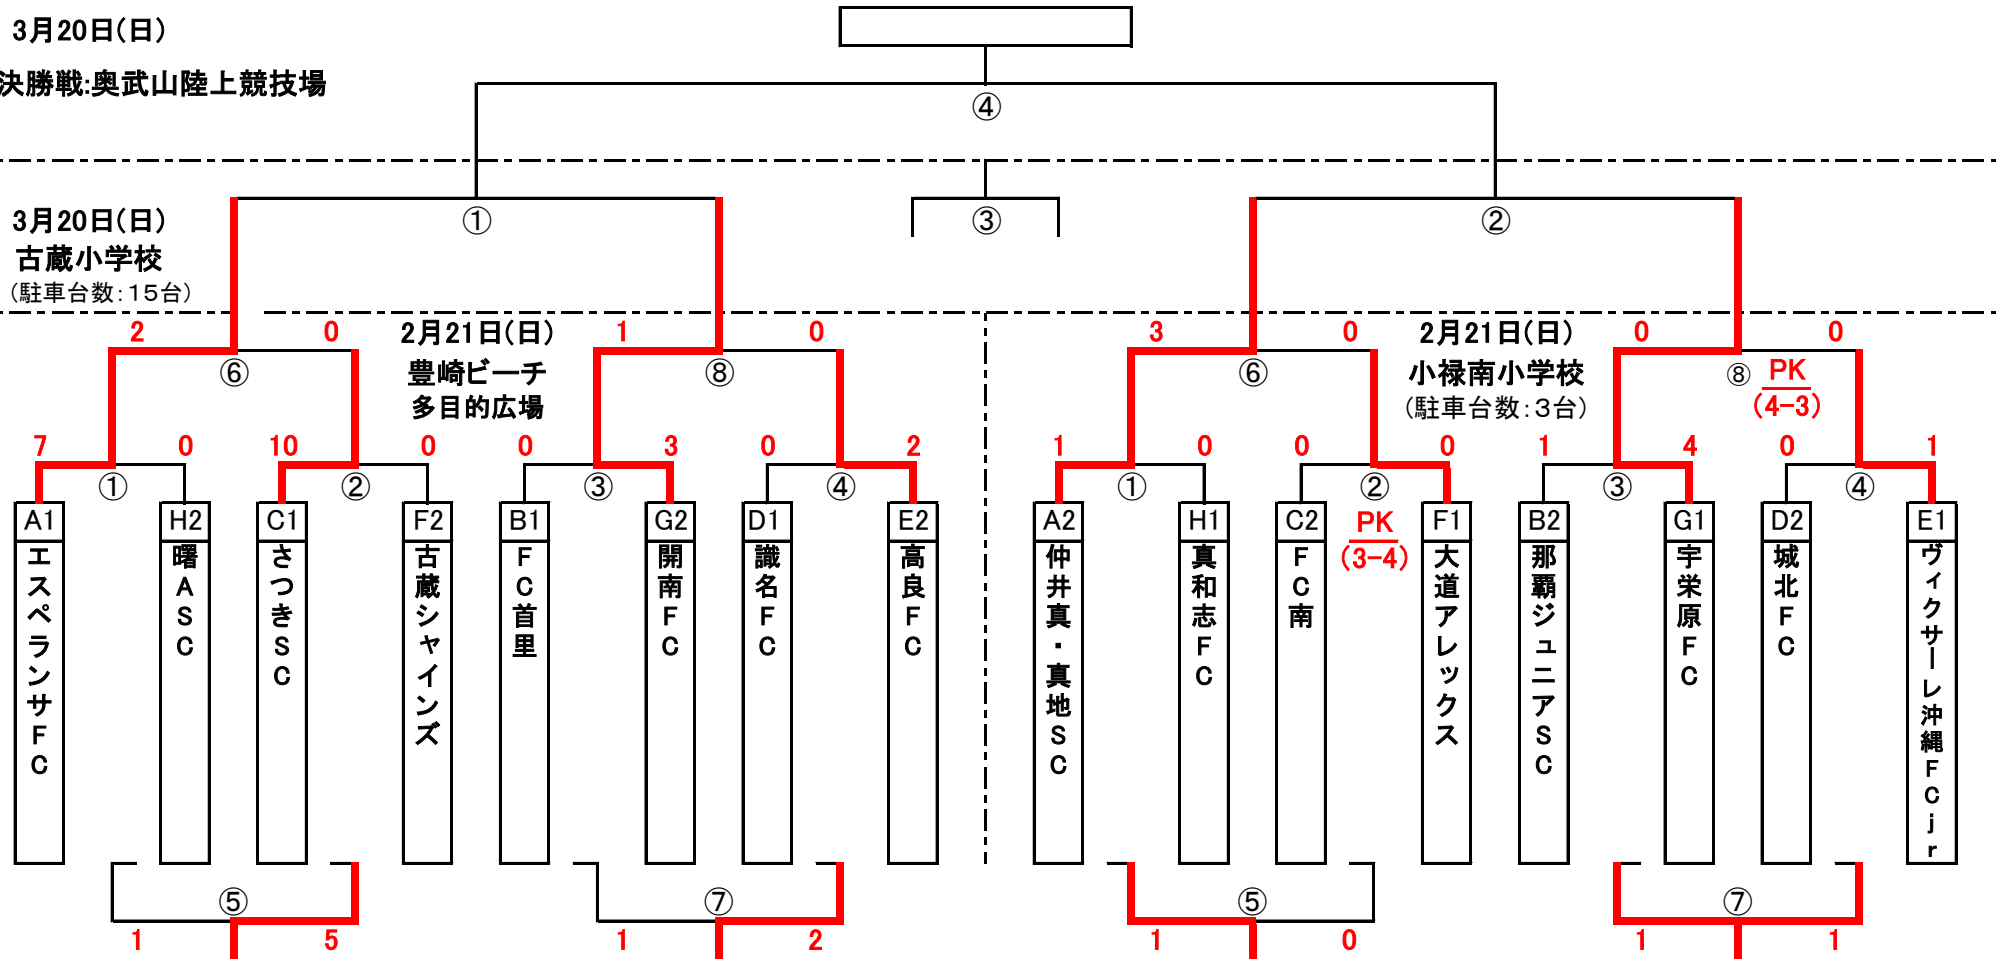 3月20日(日)
決勝戦:奥武山陸上競技場
④
3月20日(日)
古蔵小学校
(駐車台数:15台)
①
③
②
2 0
2月21日(日)
豊崎ビーチ
多目的広場
1 0
3 0
2月21日(日)
小禄南小学校
(駐車台数:3台)
0 0
⑥ ⑧ ⑥ ⑧
PK
(4-3)
7 0 10 0 0 3 0 2 1 0 0 0 1 4 0 1
① ② ③ ④ ① ② ③ ④
PK
(3-4)
A1 H2 C1 F2 B1 G2 D1 E2 A2 H1 C2 F1 B2 G1 D2 E1
エスペランサFC
曙ASC
さつきSC
古蔵シャインズ
FC首里
開南FC
識名FC
高良FC
仲井真・真地SC
真和志FC
FC南
大道アレックス
那覇ジュニアSC
宇栄原FC
城北FC
ヴィクサーレ沖縄FCjr
⑤ ⑦ ⑤ ⑦
1 5 1 2 1 0 1 1